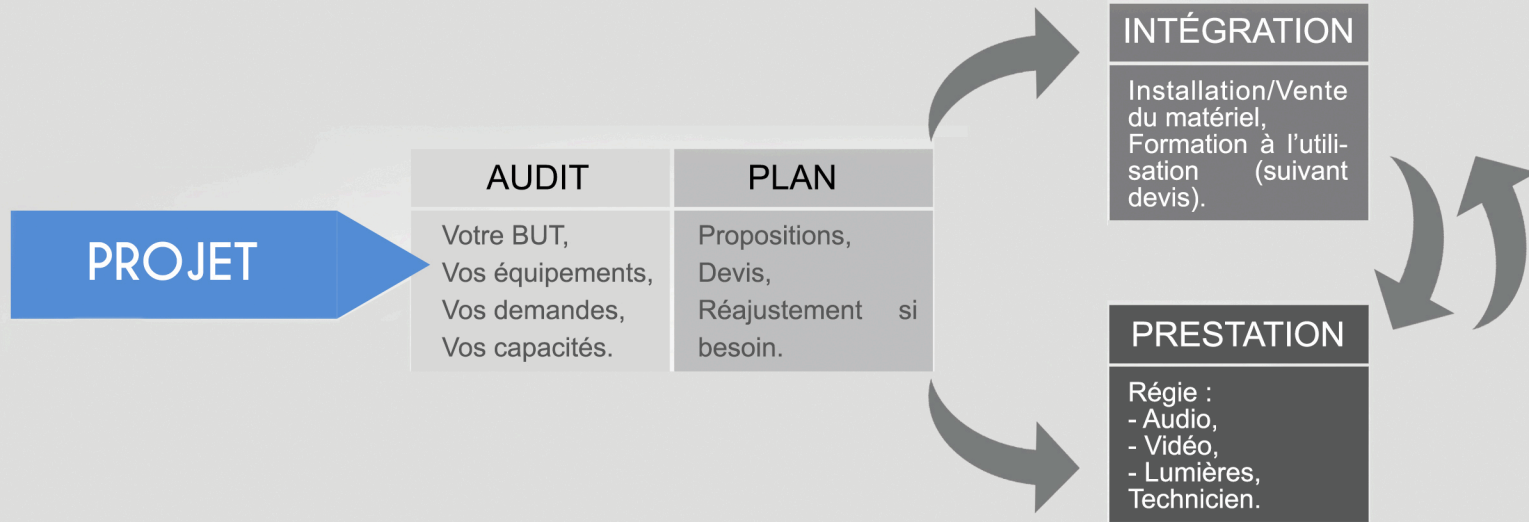 PROJET
AUDIT
Votre BUT,
Vos équipements,
Vos demandes,
Vos capacités.
PLAN
Propositions,
Devis,
Réajustement si
besoin.
INTÉGRATION
Installation/Vente
du matériel,
Formation à l’utili-
sation (suivant
devis).
PRESTATION
Régie :
- Audio,
- Vidéo,
- Lumières,
Technicien.